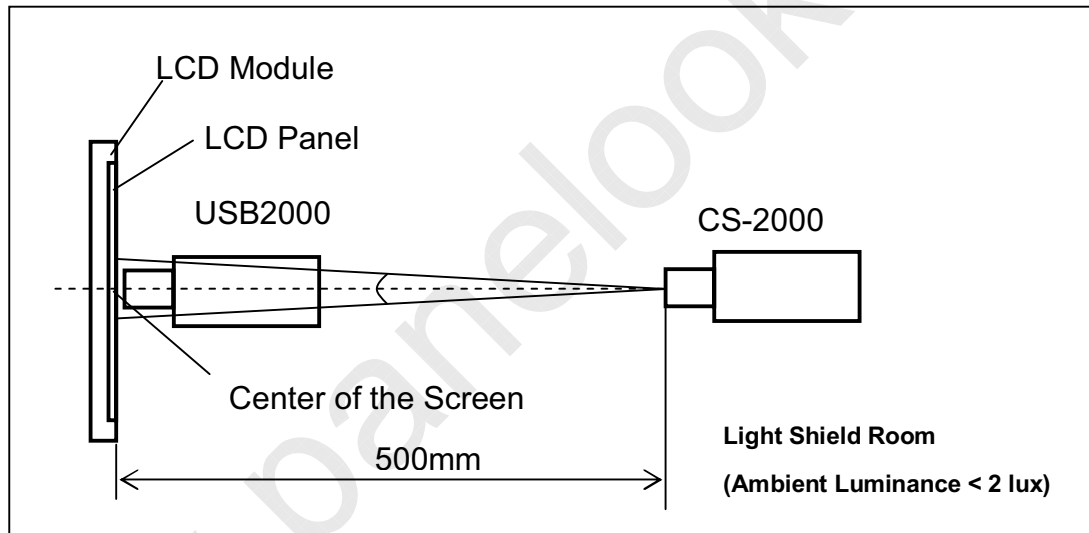 LCD Module
LCD Panel
USB2000
CS-2000
Center of the Screen
500mm
Light Shield Room
(Ambient Luminance < 2 lux)
panelook